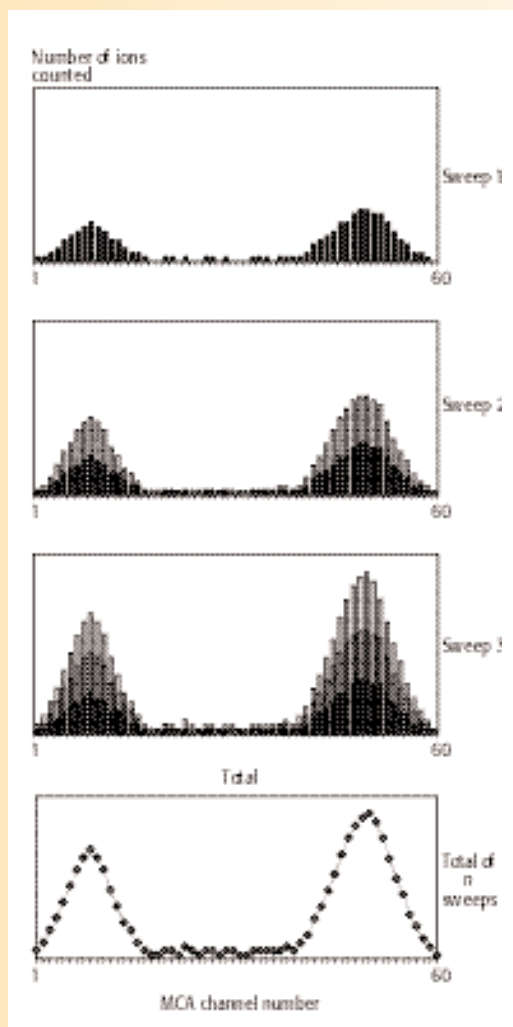 Number of ions
counted
Sweep 1
1
60
Sweep 2
1
60
Sweep 3
1
60
Total
Total of
n
sweeps
1
60
MCA channel number